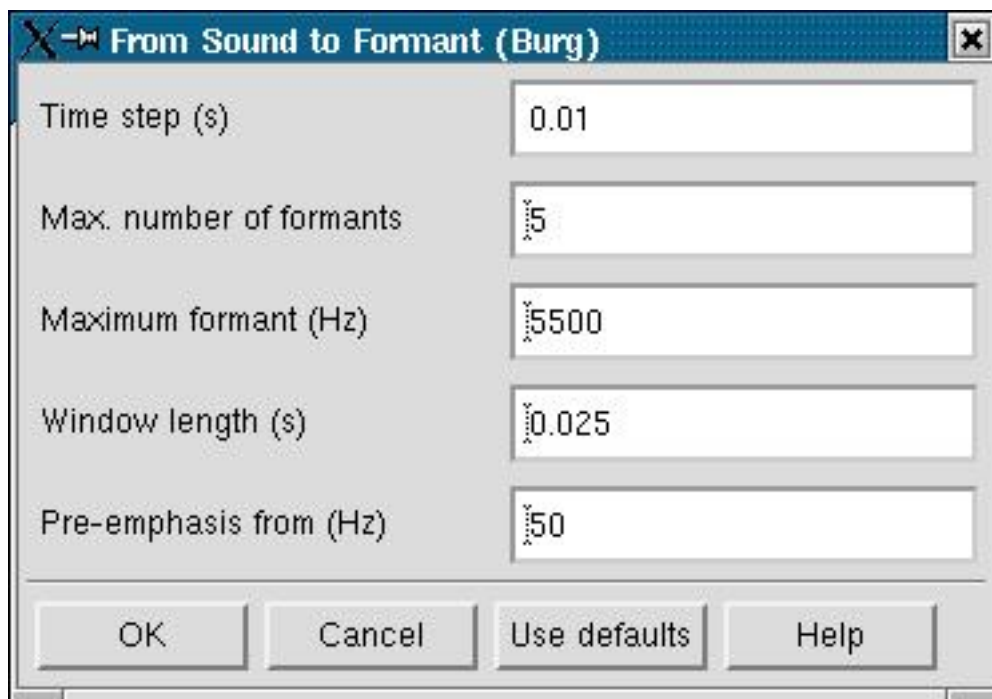 From Sound to Formant (Burg)
Time step (s) 0.01
Max. number of formants 5
Maximum formant (Hz) 5500
Window length (s) 0.025
Pre-emphasis from (Hz) 50
OK Cancel Use defaults Help